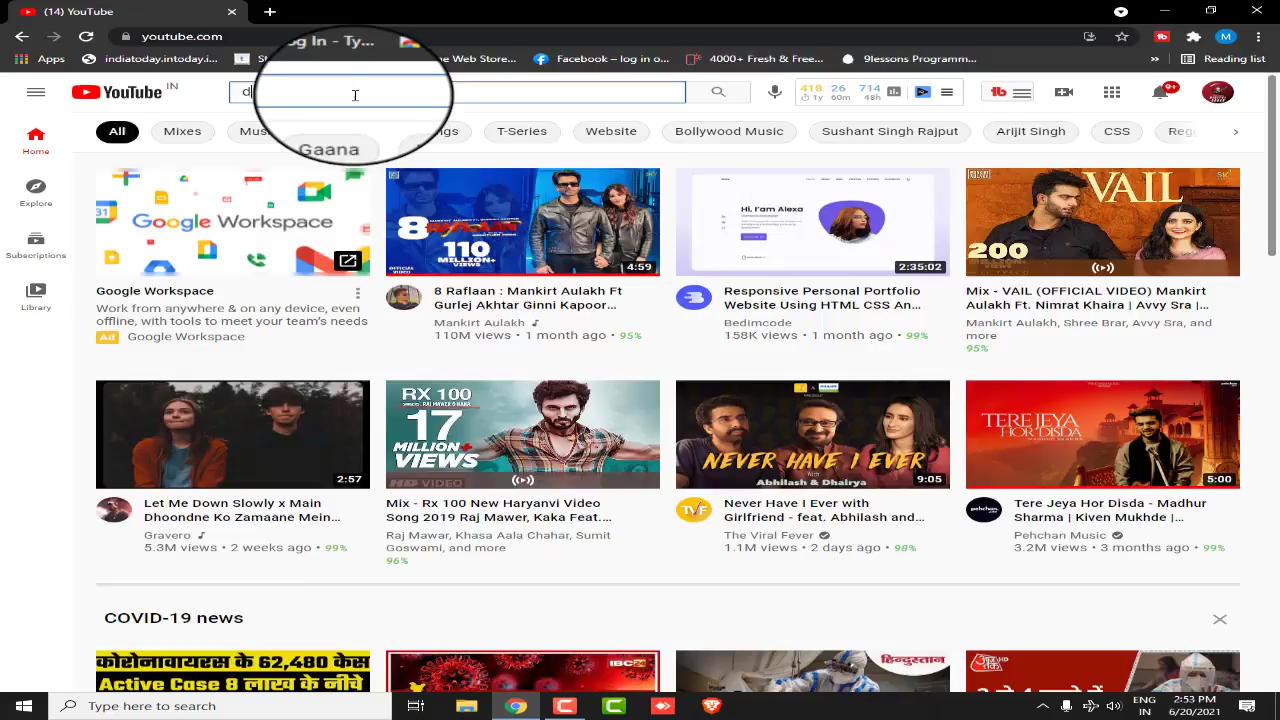 (14) YouTube
youtube.com
og In - Ty...
Apps
indiatoday.intoday.i...
Web Store...
Facebook – log in or...
Osmosis
9lessons Programm...
»
Reading list
YouTube IN
d
418 26 714
1y 60m 48h
tb
9+
All
Mixes
Gaana
T-Series
Website
Bollywood Music
Sushant Singh Rajput
Arijit Singh
CSS
Home
Explore
Subscriptions
Library
Google Workspace
Google Workspace
Work from anywhere & on any device, even
offline, with tools to meet your team's needs
Ad Google Workspace
8 RAFLAAN
110
MILLION+
VIEWS
4:59
8 Raflaan : Mankirt Aulakh Ft
Gurlej Akhtar Ginni Kapoor...
Mankirt Aulakh
110M views • 1 month ago • 95%
Hi, I'am Alexa
2:35:02
Responsive Personal Portfolio
Website Using HTML CSS An...
Bedimcode
158K views • 1 month ago • 99%
VAIL
200
MILLION
Mix - VAIL (OFFICIAL VIDEO) Mankirt
Aulakh Ft. Nimrat Khaira | Avvy Sra |...
Mankirt Aulakh, Shree Brar, Avvy Sra, and
more
95%
2:57
Let Me Down Slowly x Main
Dhoondne Ko Zamaane Mein...
Gravero
5.3M views • 2 weeks ago • 99%
RX 100
17
MILLION+
VIEWS
HD VIDEO
Mix - Rx 100 New Haryanvi Video
Song 2019 Raj Mawer, Kaka Feat....
Raj Mawar, Khasa Aala Chahar, Sumit
Goswami, and more
96%
NEVER HAVE I EVER
With
Abhilash & Dhairya
9:05
Never Have I Ever with
Girlfriend - feat. Abhilash and...
TVF
The Viral Fever
1.1M views • 2 days ago • 98%
TERE JEYA
HOR DISDA
5:00
Tere Jeya Hor Disda - Madhur
Sharma | Kiven Mukhde |...
Pehchan Music
3.2M views • 3 months ago • 99%
COVID-19 news
कोरोनावायरस के 62,480 केस
Active Case 8 लाख के नीचे
IBC24
हिन्दुस्तान
Type here to search
ENG
IN
2:53 PM
6/20/2021